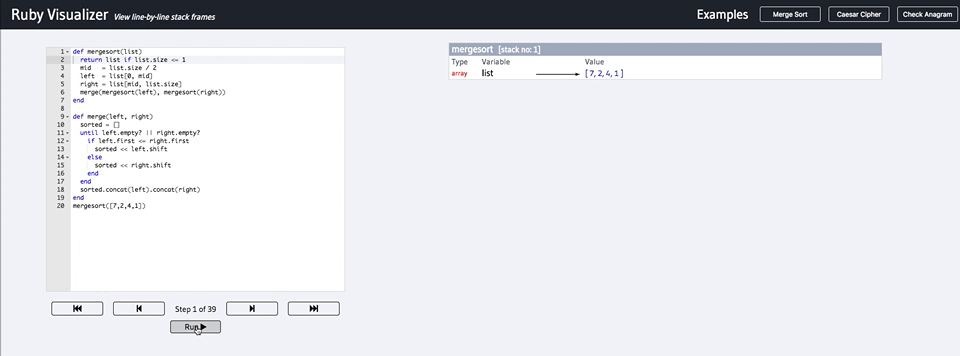 Ruby Visualizer View line-by-line stack frames
Examples Merge Sort Caesar Cipher Check Anagram
1 def mergesort(list)
2 return list if list.size <= 1
3 mid = list.size / 2
4 left = list[0, mid]
5 right = list[mid, list.size]
6 merge(mergesort(left), mergesort(right))
7 end
8
9 def merge(left, right)
10 sorted = []
11 until left.empty? || right.empty?
12 if left.first <= right.first
13 sorted << left.shift
14 else
15 sorted << right.shift
16 end
17 end
18 sorted.concat(left).concat(right)
19 end
20 mergesort([7,2,4,1])
Step 1 of 39
Run
mergesort [stack no: 1]
Type Variable Value
array list [ 7, 2, 4, 1 ]